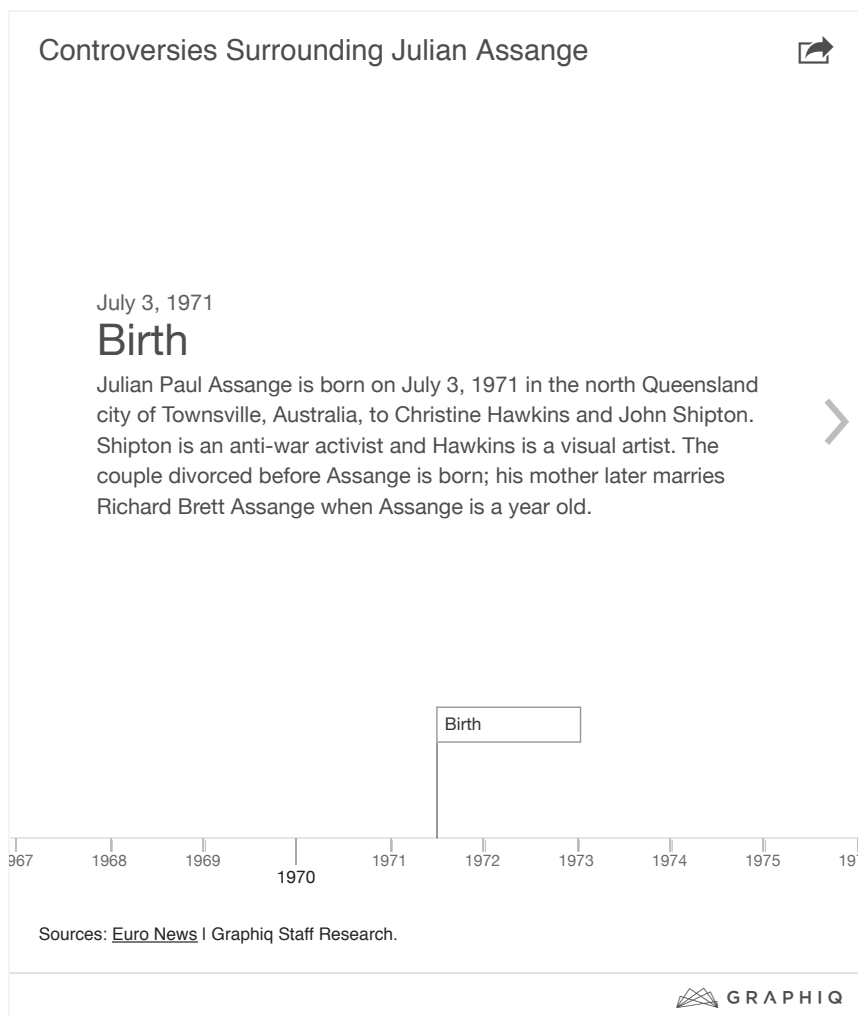 Controversies Surrounding Julian Assange
July 3, 1971
Birth
Julian Paul Assange is born on July 3, 1971 in the north Queensland
city of Townsville, Australia, to Christine Hawkins and John Shipton.
Shipton is an anti-war activist and Hawkins is a visual artist. The
couple divorced before Assange is born; his mother later marries
Richard Brett Assange when Assange is a year old.
Birth
967 1968 1969 1970 1971 1972 1973 1974 1975 197
Sources: Euro News | Graphiq Staff Research.
GRAPHIQ